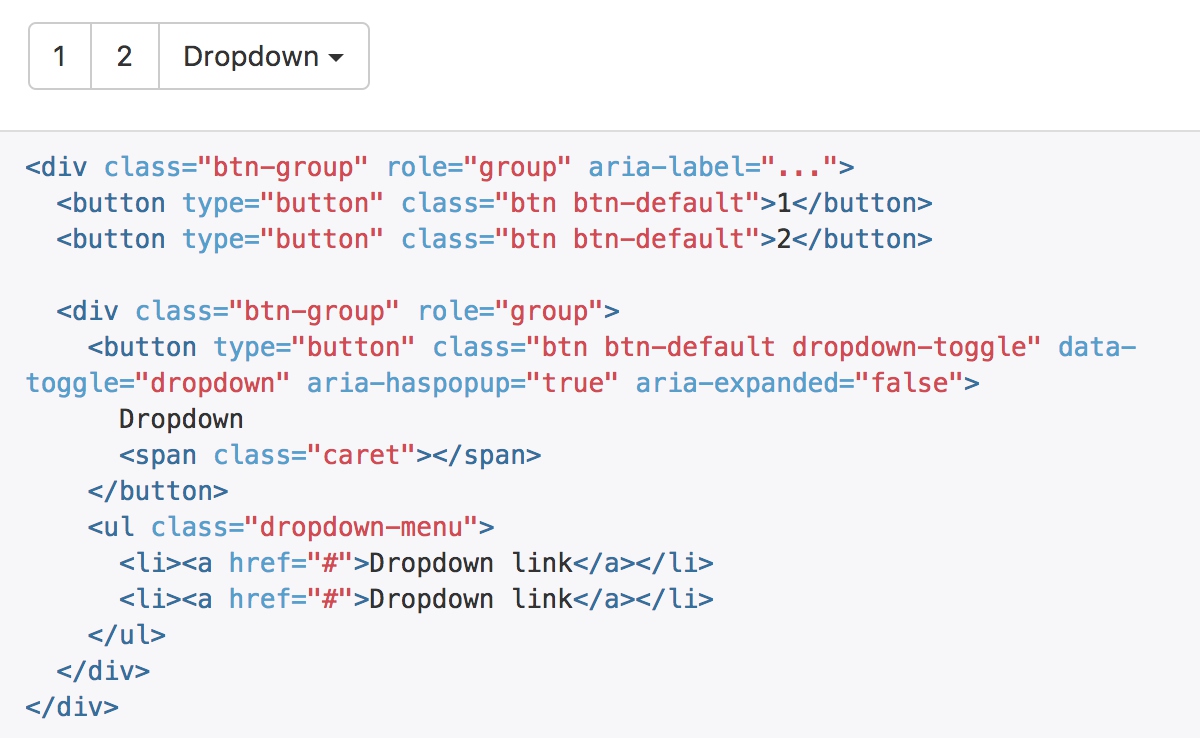 1 2 Dropdown
<div class="btn-group" role="group" aria-label="...">
  <button type="button" class="btn btn-default">1</button>
  <button type="button" class="btn btn-default">2</button>

  <div class="btn-group" role="group">
    <button type="button" class="btn btn-default dropdown-toggle" data-
toggle="dropdown" aria-haspopup="true" aria-expanded="false">
      Dropdown
      <span class="caret"></span>
    </button>
    <ul class="dropdown-menu">
      <li><a href="#">Dropdown link</a></li>
      <li><a href="#">Dropdown link</a></li>
    </ul>
  </div>
</div>